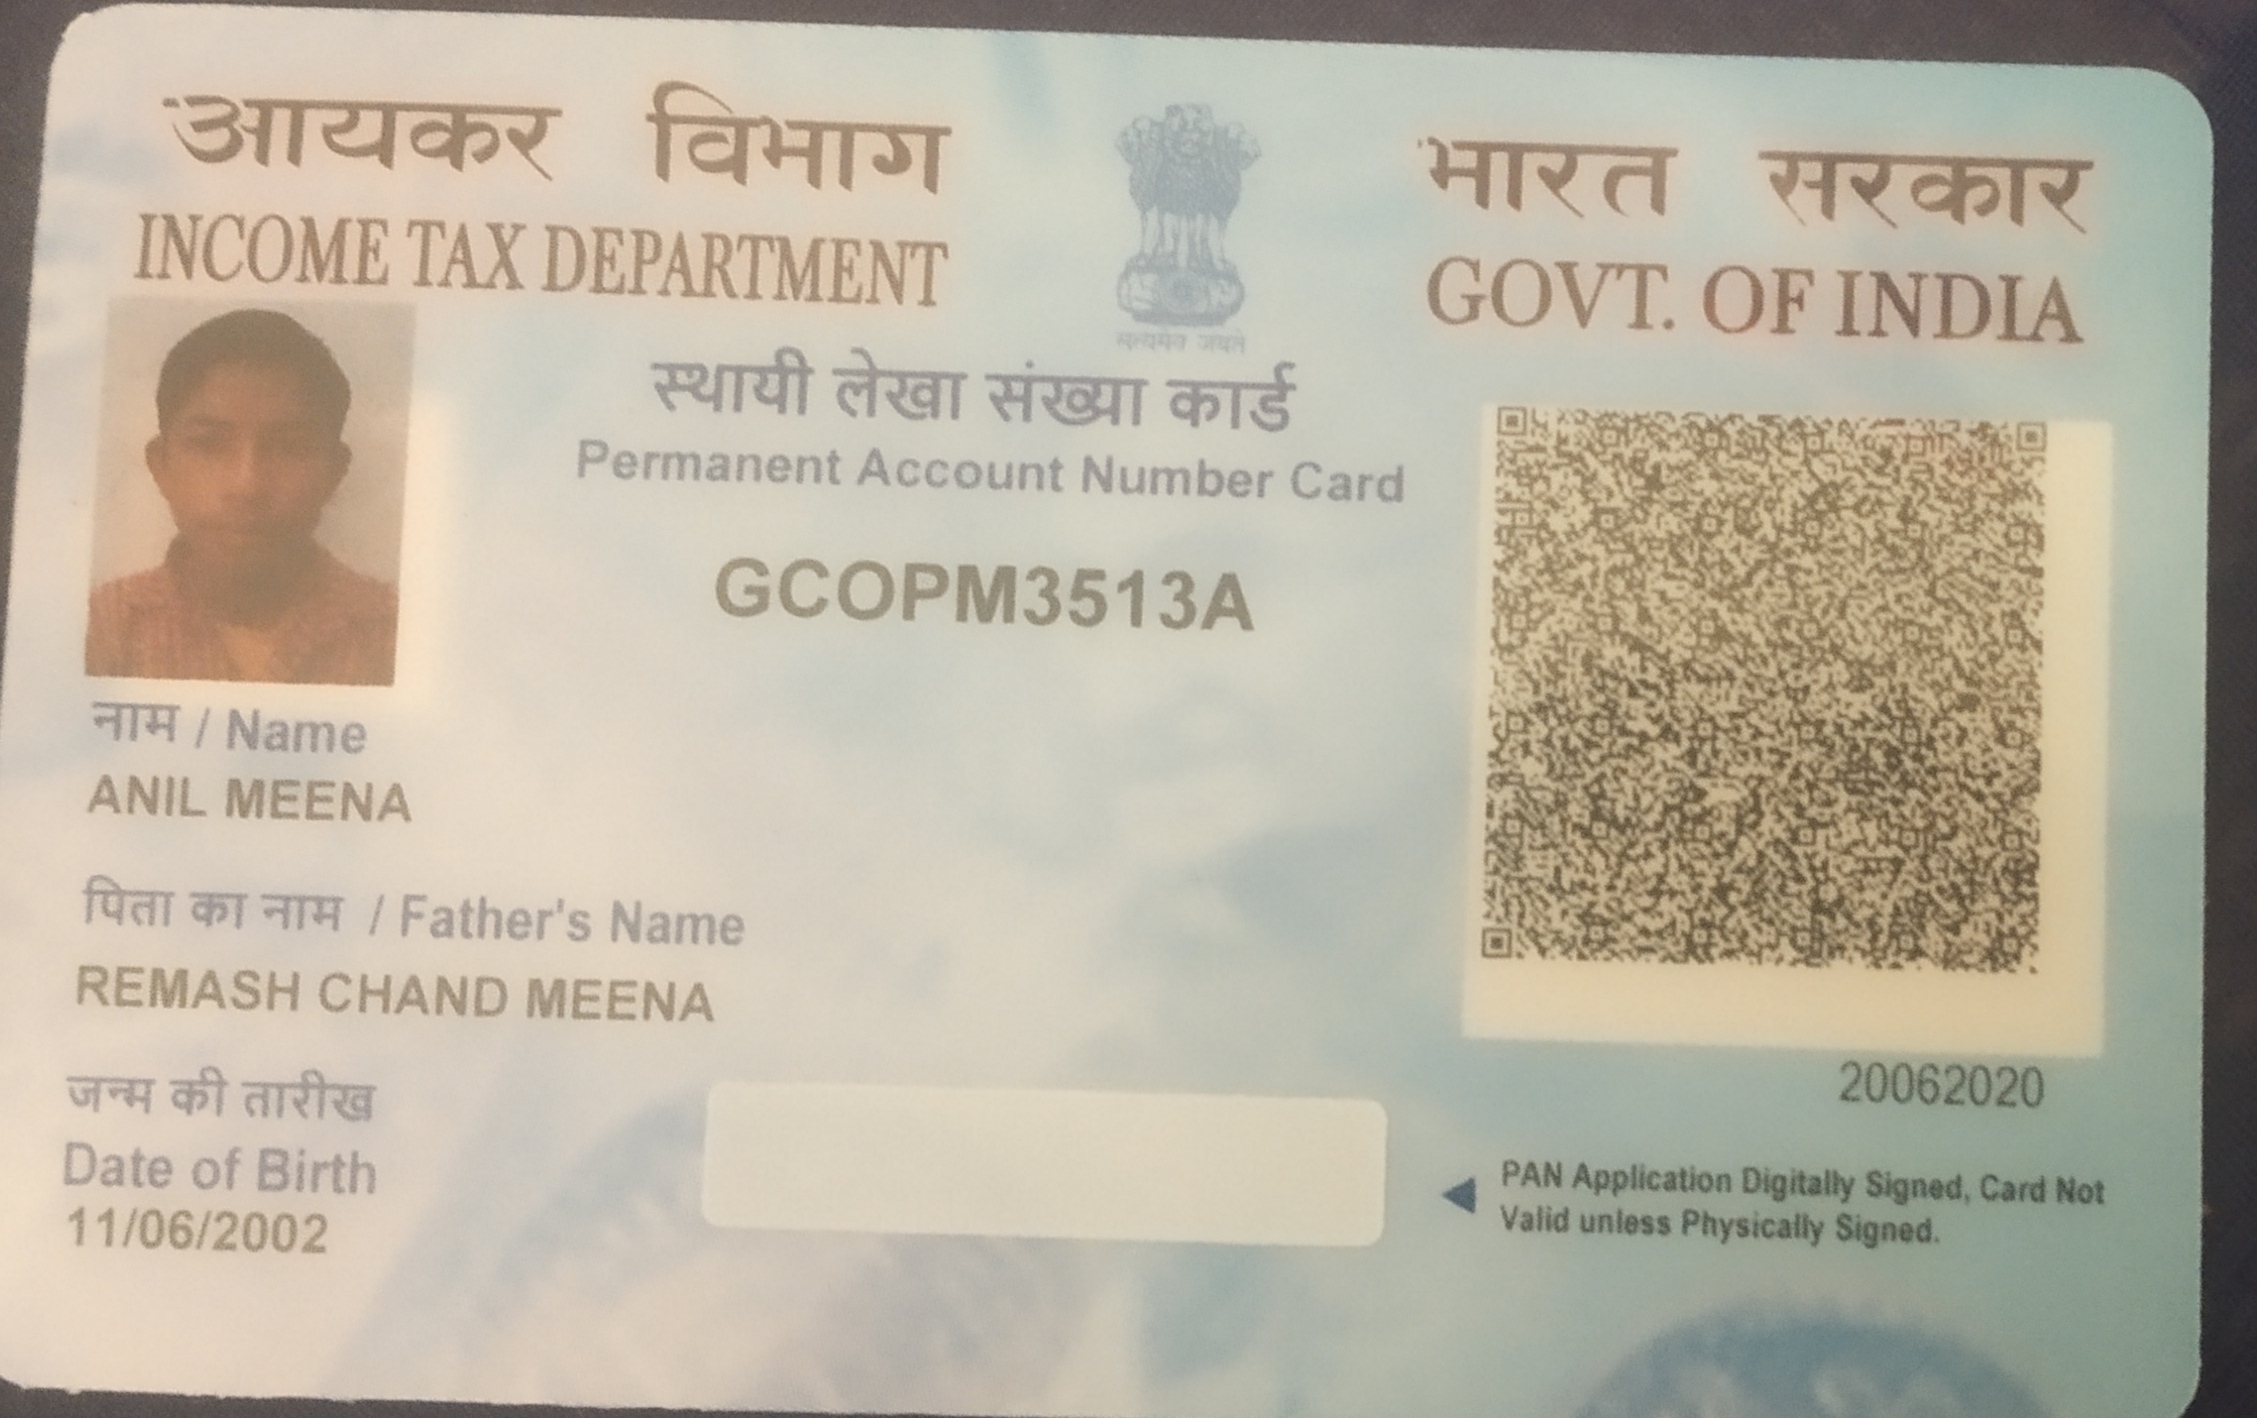 आयकर विभाग
INCOME TAX DEPARTMENT
सत्यमेव जयते
भारत सरकार
GOVT. OF INDIA
स्थायी लेखा संख्या कार्ड
Permanent Account Number Card
GCOPM3513A
नाम / Name
ANIL MEENA
पिता का नाम / Father's Name
REMASH CHAND MEENA
जन्म की तारीख
Date of Birth
11/06/2002
20062020
PAN Application Digitally Signed, Card Not
Valid unless Physically Signed.